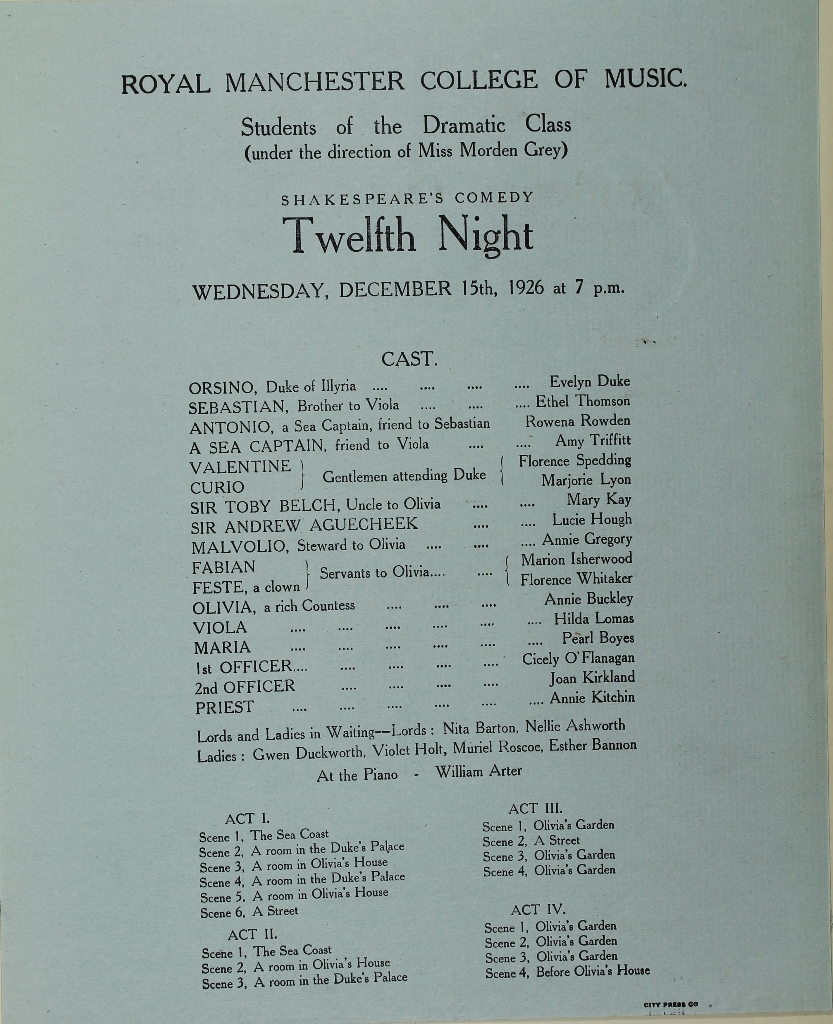 ROYAL MANCHESTER COLLEGE OF MUSIC.
Students of the Dramatic Class
(under the direction of Miss Morden Grey)
SHAKESPEARE'S COMEDY
Twelfth Night
WEDNESDAY, DECEMBER 15th, 1926 at 7 p.m.
CAST.
ORSINO, Duke of Illyria .... .... .... .... Evelyn Duke
SEBASTIAN, Brother to Viola .... .... .... Ethel Thomson
ANTONIO, a Sea Captain, friend to Sebastian Rowena Rowden
A SEA CAPTAIN, friend to Viola .... .... Amy Triffitt
VALENTINE } Gentlemen attending Duke { Florence Spedding
CURIO } { Marjorie Lyon
SIR TOBY BELCH, Uncle to Olivia .... .... Mary Kay
SIR ANDREW AGUECHEEK .... .... Lucie Hough
MALVOLIO, Steward to Olivia .... .... .... Annie Gregory
FABIAN } Servants to Olivia.... .... { Marion Isherwood
FESTE, a clown } { Florence Whitaker
OLIVIA, a rich Countess .... .... .... Annie Buckley
VIOLA .... .... .... .... .... .... Hilda Lomas
MARIA .... .... .... .... .... .... Pearl Boyes
1st OFFICER.... .... .... .... .... Cicely O'Flanagan
2nd OFFICER .... .... .... .... Joan Kirkland
PRIEST .... .... .... .... .... .... Annie Kitchin
Lords and Ladies in Waiting—Lords : Nita Barton, Nellie Ashworth
Ladies : Gwen Duckworth, Violet Holt, Muriel Roscoe, Esther Bannon
At the Piano - William Arter
ACT I.
Scene 1, The Sea Coast
Scene 2, A room in the Duke's Palace
Scene 3, A room in Olivia's House
Scene 4, A room in the Duke's Palace
Scene 5, A room in Olivia's House
Scene 6, A Street
ACT II.
Scene 1, The Sea Coast
Scene 2, A room in Olivia's House
Scene 3, A room in the Duke's Palace
ACT III.
Scene 1, Olivia's Garden
Scene 2, A Street
Scene 3, Olivia's Garden
Scene 4, Olivia's Garden
ACT IV.
Scene 1, Olivia's Garden
Scene 2, Olivia's Garden
Scene 3, Olivia's Garden
Scene 4, Before Olivia's House
CITY PRESS CO